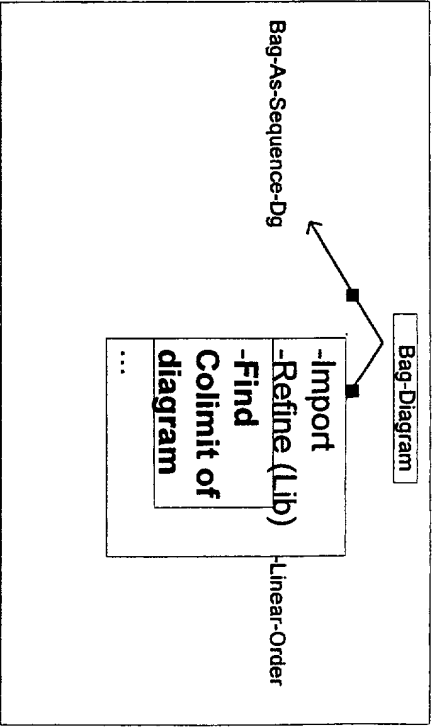 Bag-Diagram
-Import
-Refine (Lib)
-Find
Colimit of
diagram
...
Bag-As-Sequence-Dg
-Linear-Order